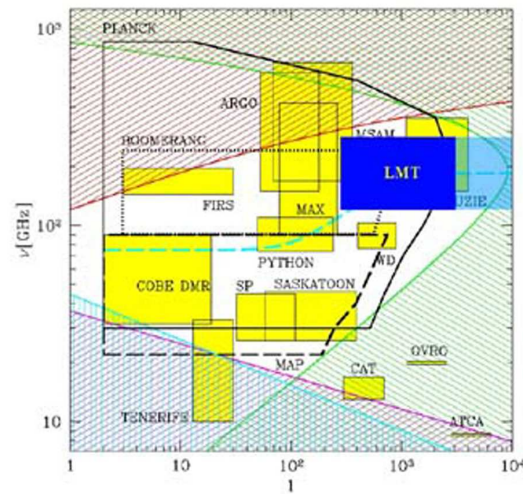 10³
PLANCK
ARGO
BOOMERANG
MSAM
LMT
FIRS
MAX
UZIE
10²
ν[GHz]
PYTHON
WD
COBE DMR
SP
SASKATOON
MAP
CAT
OVRO
10
TENERIFE
ATCA
1
10
10²
10³
10⁴
l